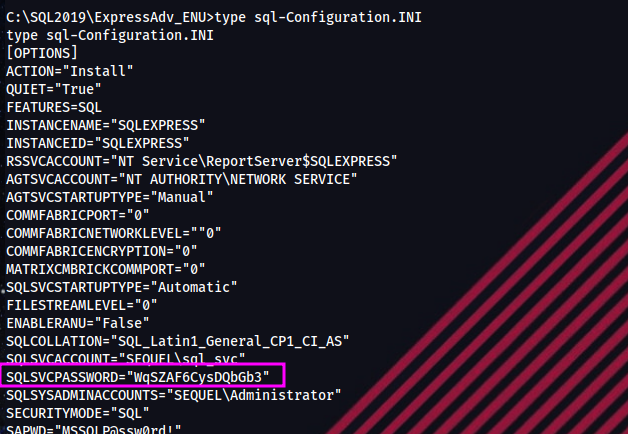 C:\SQL2019\ExpressAdv_ENU>type sql-Configuration.INI
type sql-Configuration.INI
[OPTIONS]
ACTION="Install"
QUIET="True"
FEATURES=SQL
INSTANCENAME="SQLEXPRESS"
INSTANCEID="SQLEXPRESS"
RSSVCACCOUNT="NT Service\ReportServer$SQLEXPRESS"
AGTSVCACCOUNT="NT AUTHORITY\NETWORK SERVICE"
AGTSVCSTARTUPTYPE="Manual"
COMMFABRICPORT="0"
COMMFABRICNETWORKLEVEL=""0"
COMMFABRICENCRYPTION="0"
MATRIXCMBRICKCOMMPORT="0"
SQLSVCSTARTUPTYPE="Automatic"
FILESTREAMLEVEL="0"
ENABLERANU="False"
SQLCOLLATION="SQL_Latin1_General_CP1_CI_AS"
SQLSVCACCOUNT="SEQUEL\sql_svc"
SQLSVCPASSWORD="WqSZAF6CysDQbGb3"
SQLSYSADMINACCOUNTS="SEQUEL\Administrator"
SECURITYMODE="SQL"
SAPWD="MSSQLP@ssw0rd!"